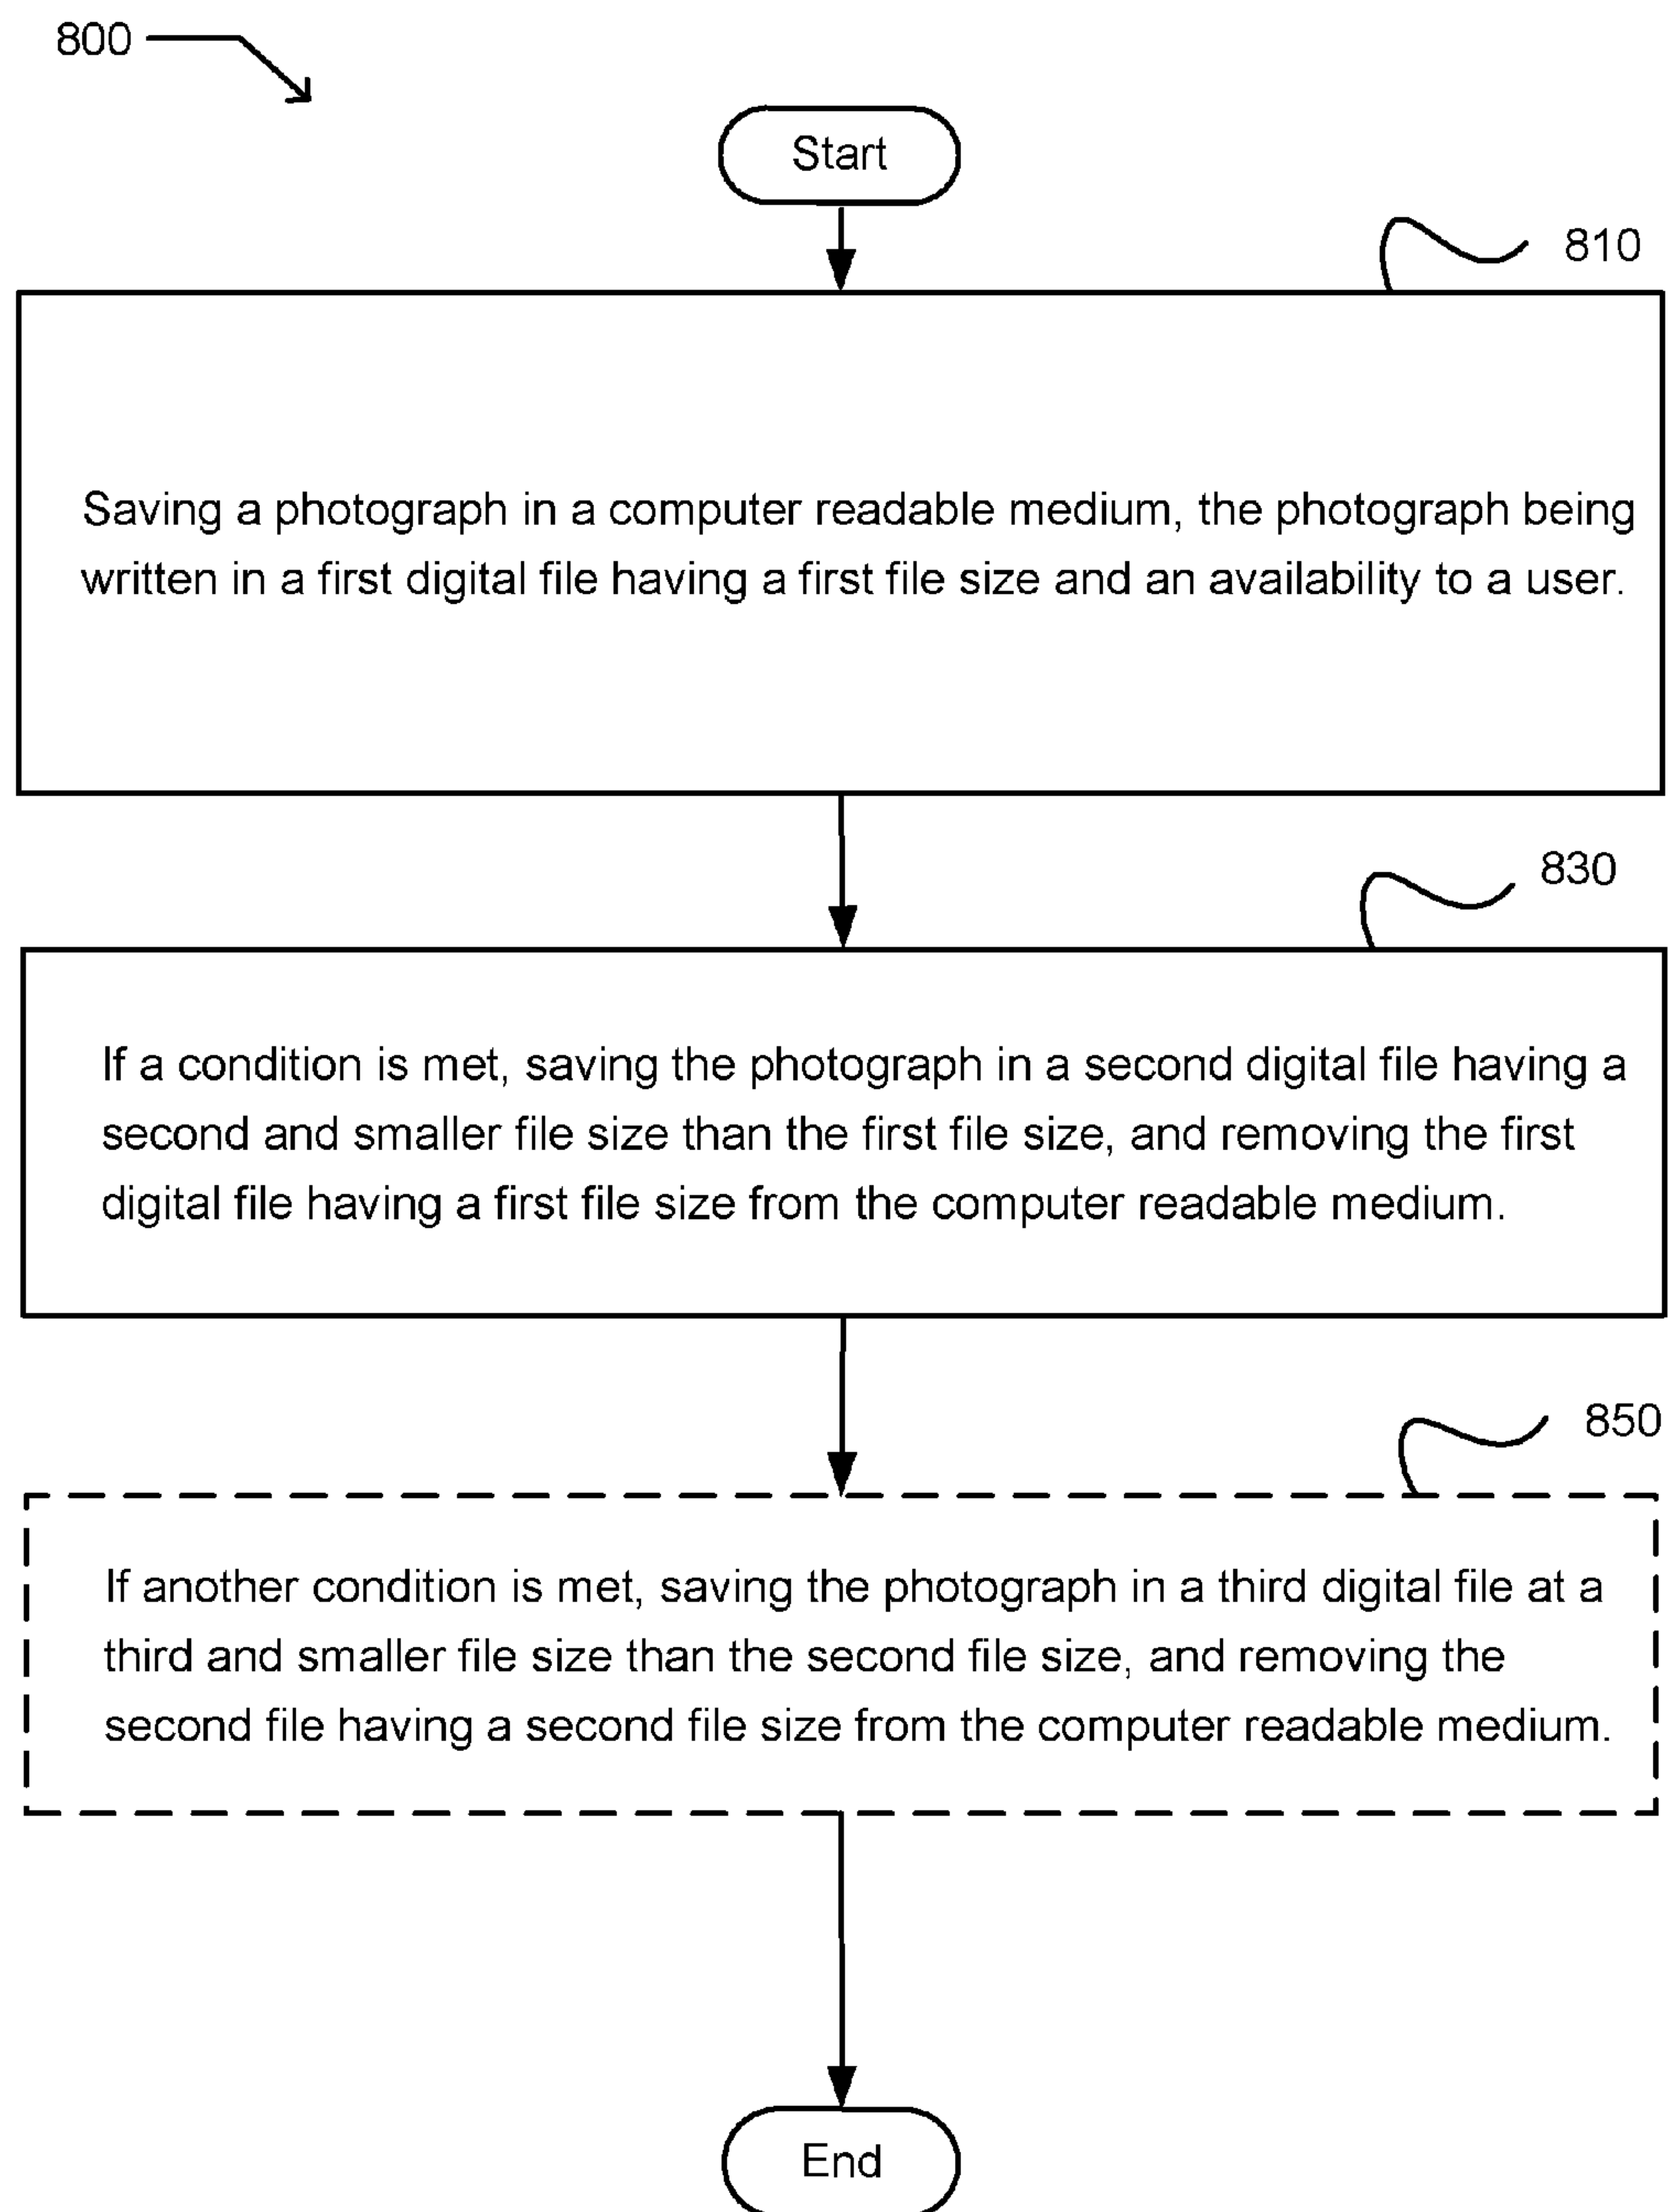 800
Start
810
Saving a photograph in a computer readable medium, the photograph being
written in a first digital file having a first file size and an availability to a user.
830
If a condition is met, saving the photograph in a second digital file having a
second and smaller file size than the first file size, and removing the first
digital file having a first file size from the computer readable medium.
850
If another condition is met, saving the photograph in a third digital file at a
third and smaller file size than the second file size, and removing the
second file having a second file size from the computer readable medium.
End